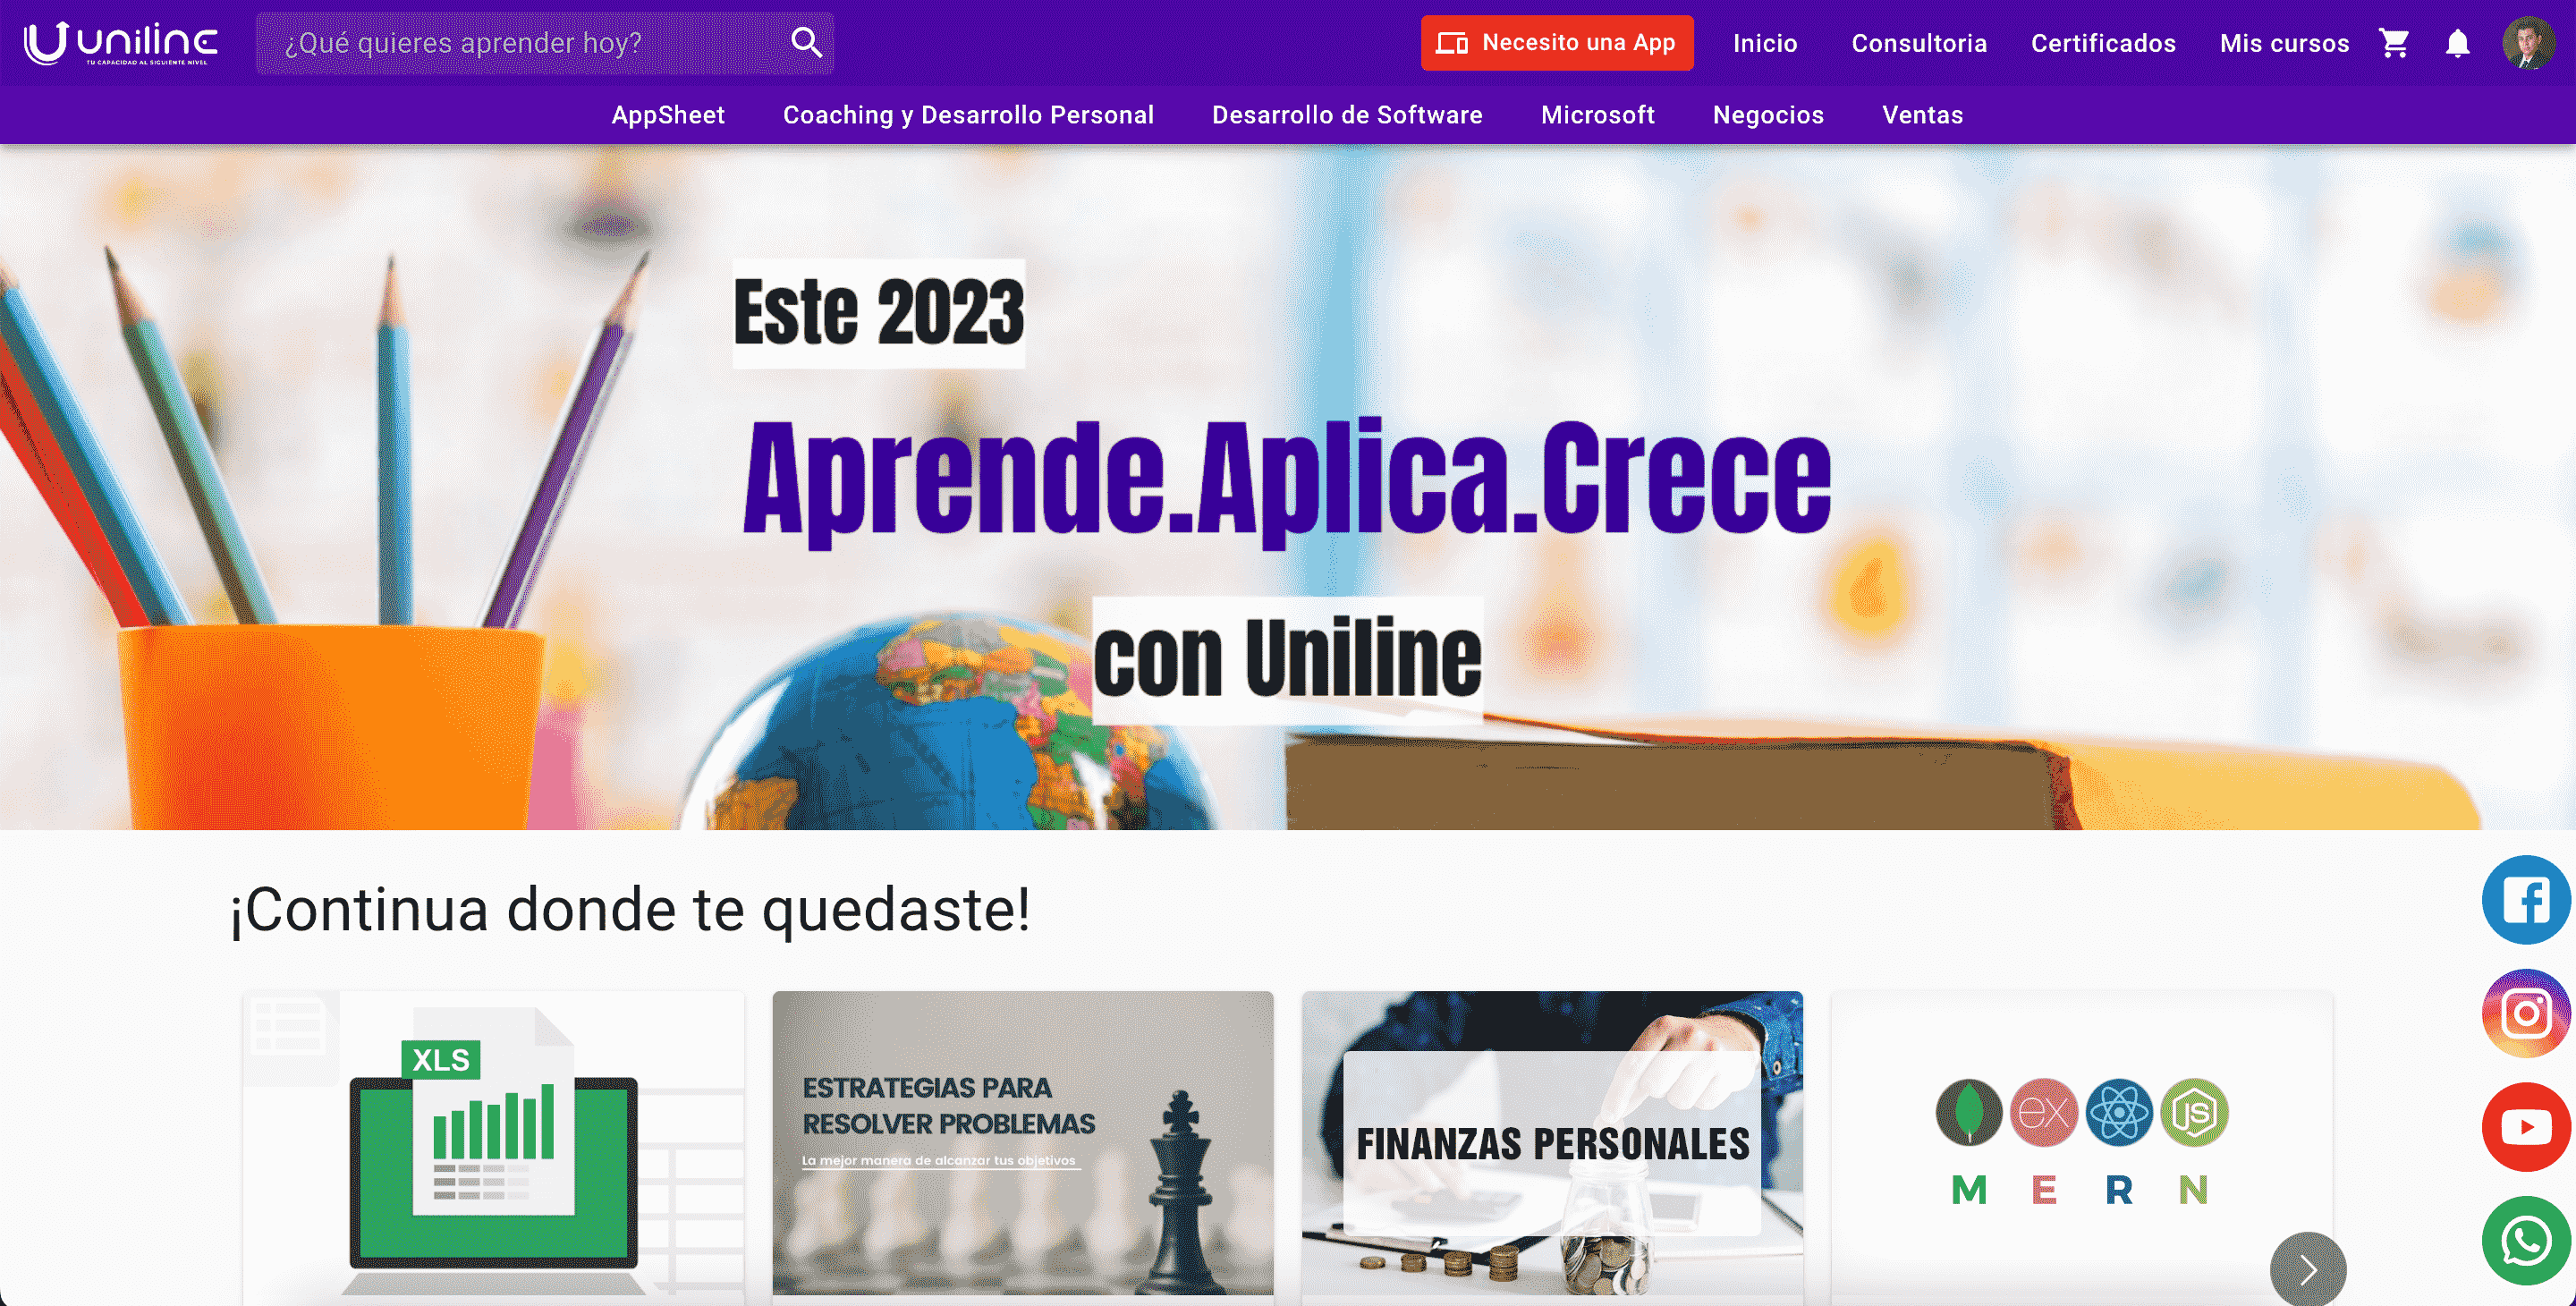 uniline
TU CAPACIDAD AL SIGUIENTE NIVEL
¿Qué quieres aprender hoy?
Necesito una App
Inicio
Consultoria
Certificados
Mis cursos
AppSheet
Coaching y Desarrollo Personal
Desarrollo de Software
Microsoft
Negocios
Ventas
Este 2023
Aprende.Aplica.Crece
con Uniline
¡Continua donde te quedaste!
XLS
ESTRATEGIAS PARA
RESOLVER PROBLEMAS
La mejor manera de alcanzar tus objetivos
FINANZAS PERSONALES
ex
JS
M E R N